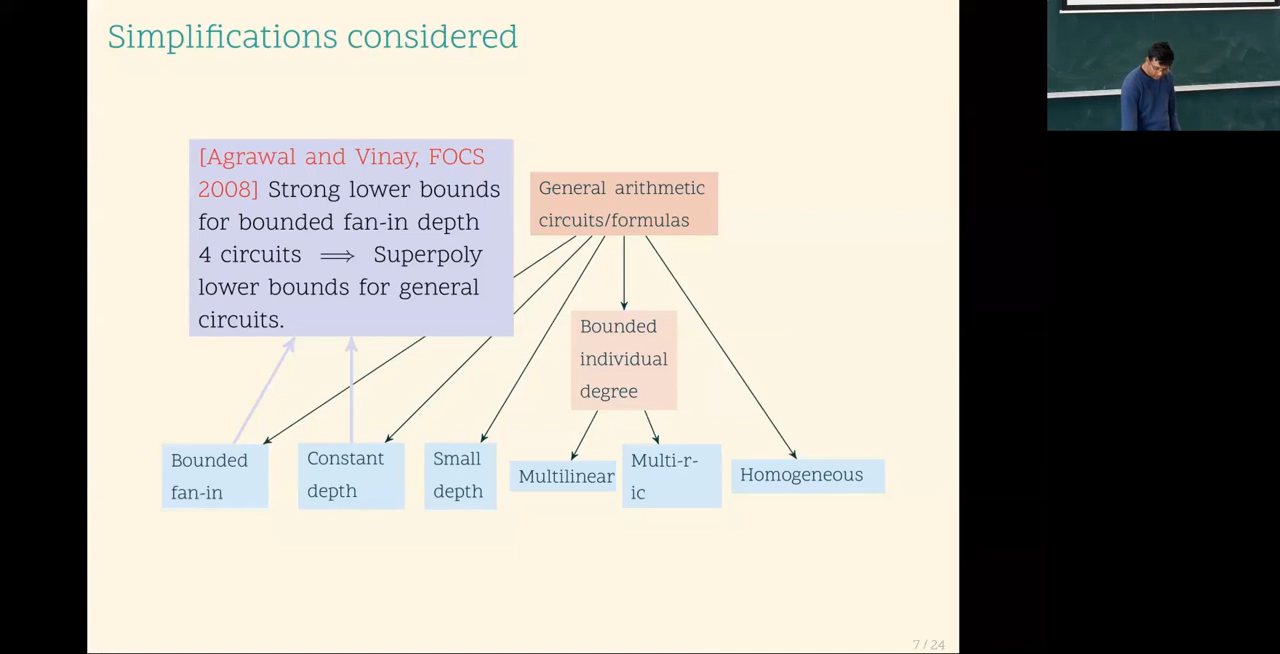 Simplifications considered
[Agrawal and Vinay, FOCS
2008] Strong lower bounds
for bounded fan-in depth
4 circuits ⟹ Superpoly
lower bounds for general
circuits.
General arithmetic
circuits/formulas
Bounded
individual
degree
Bounded
fan-in
Constant
depth
Small
depth
Multilinear
Multi-r-
ic
Homogeneous
7 / 24